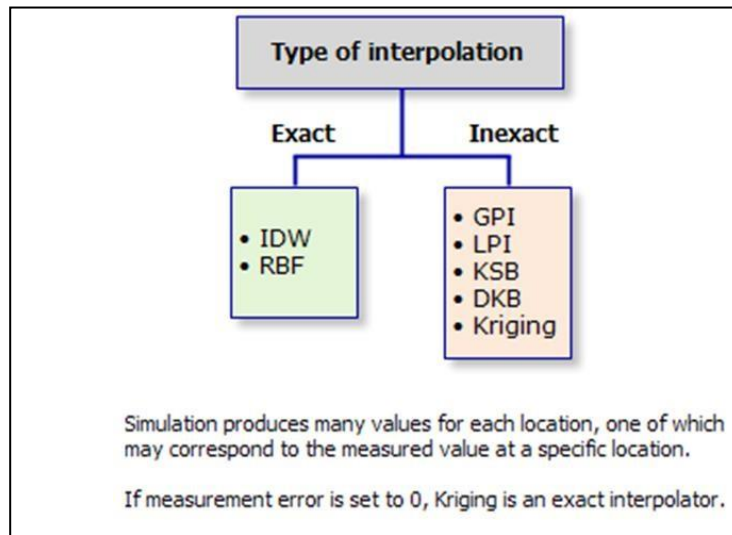 Type of interpolation
Exact
Inexact
• IDW
• RBF
• GPI
• LPI
• KSB
• DKB
• Kriging
Simulation produces many values for each location, one of which
may correspond to the measured value at a specific location.
If measurement error is set to 0, Kriging is an exact interpolator.